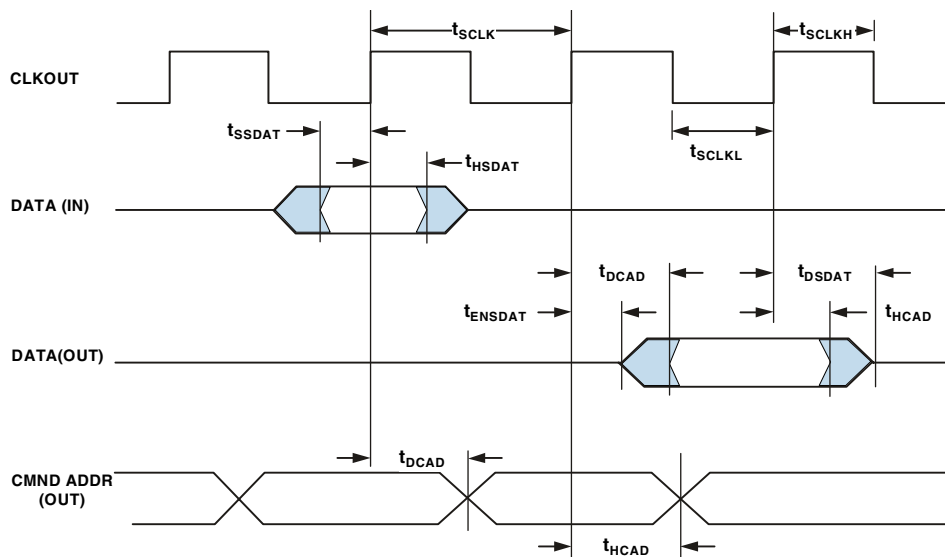 tSCLK
tSCLKH
CLKOUT
tSSDAT
tSCLKL
tHSDAT
DATA (IN)
tDCAD
tDSDAT
tENSDAT
tHCAD
DATA(OUT)
tDCAD
CMND ADDR
(OUT)
tHCAD